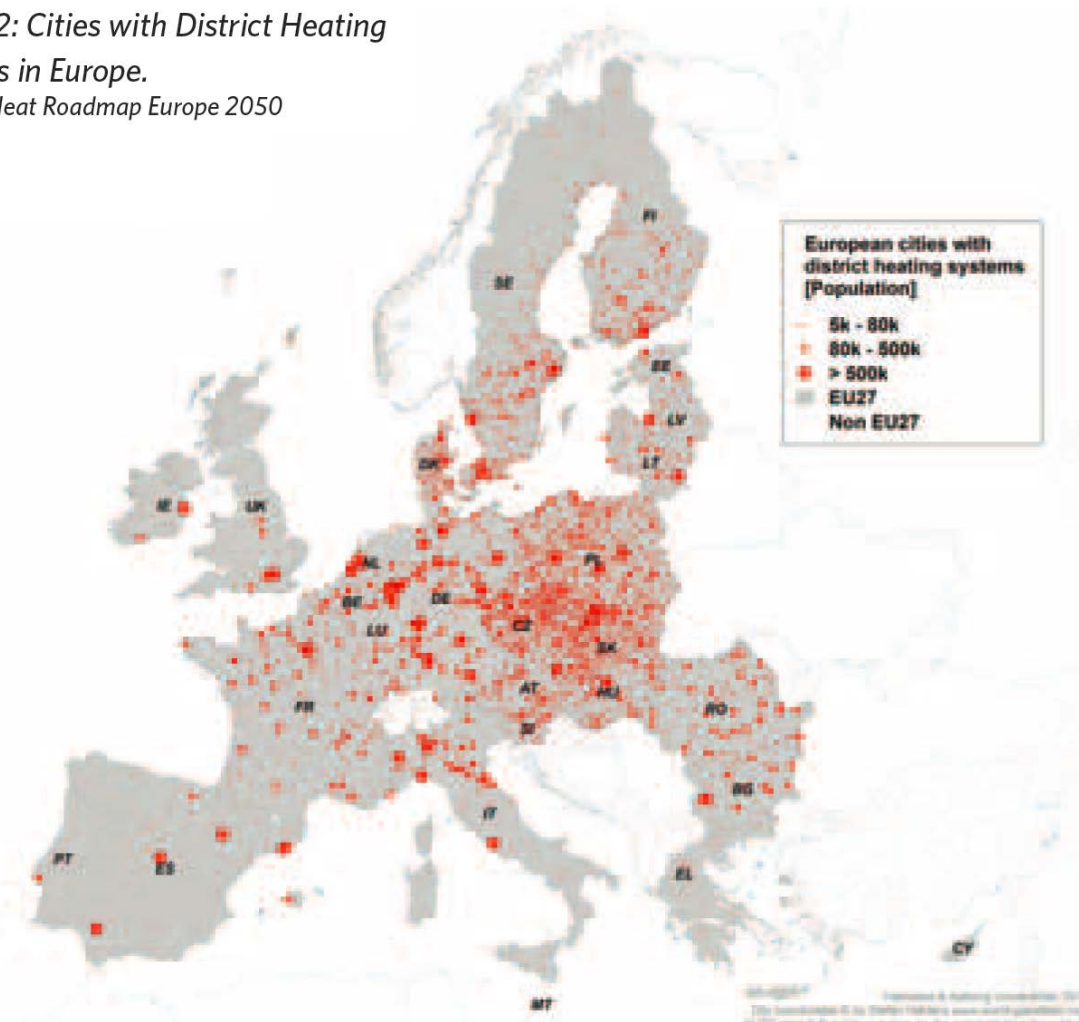 2: Cities with District Heating
s in Europe.
Heat Roadmap Europe 2050
FI
SE
European cities with
district heating systems
[Population]
5k - 80k
80k - 500k
> 500k
EU27
Non EU27
EE
LV
DK
LT
IE
UK
NL
PL
BE
DE
LU
CZ
SK
AT
HU
FR
RO
SI
BG
IT
PT
ES
EL
CY
MT